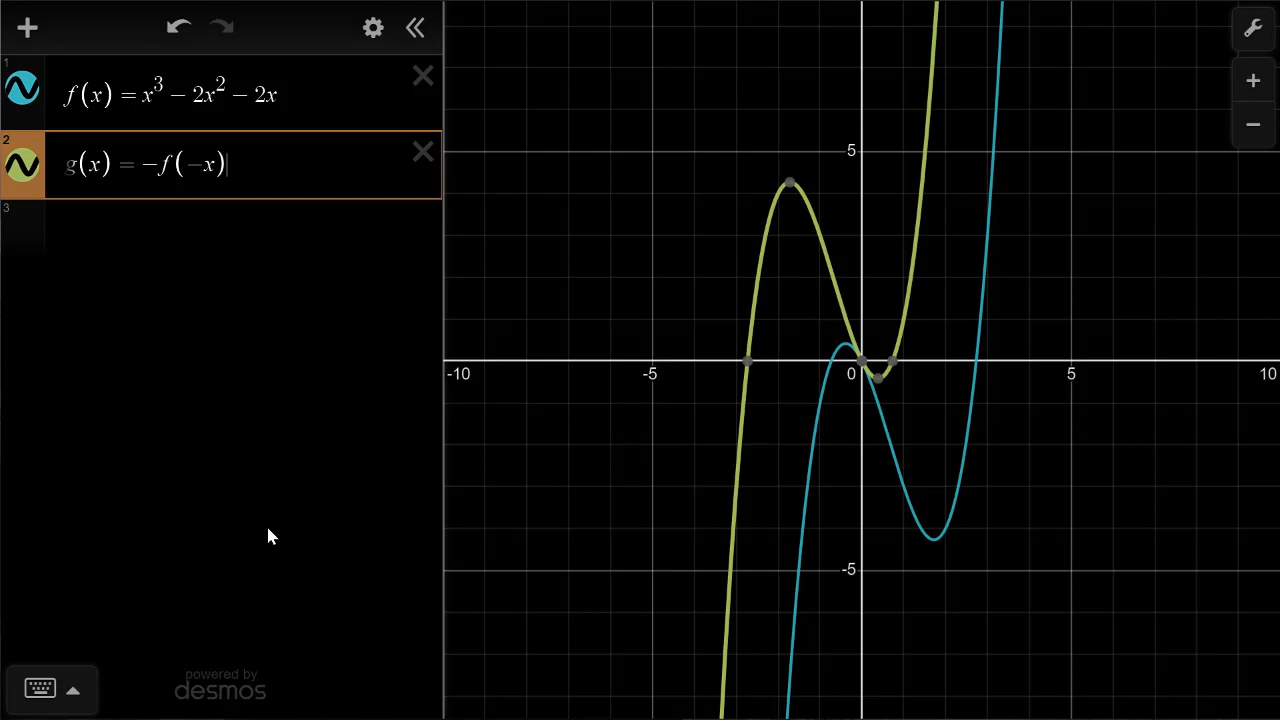 1
f(x) = x³ − 2x² − 2x
2
g(x) = −f(−x)
3
5
-10 -5 0 5 10
-5
powered by
desmos